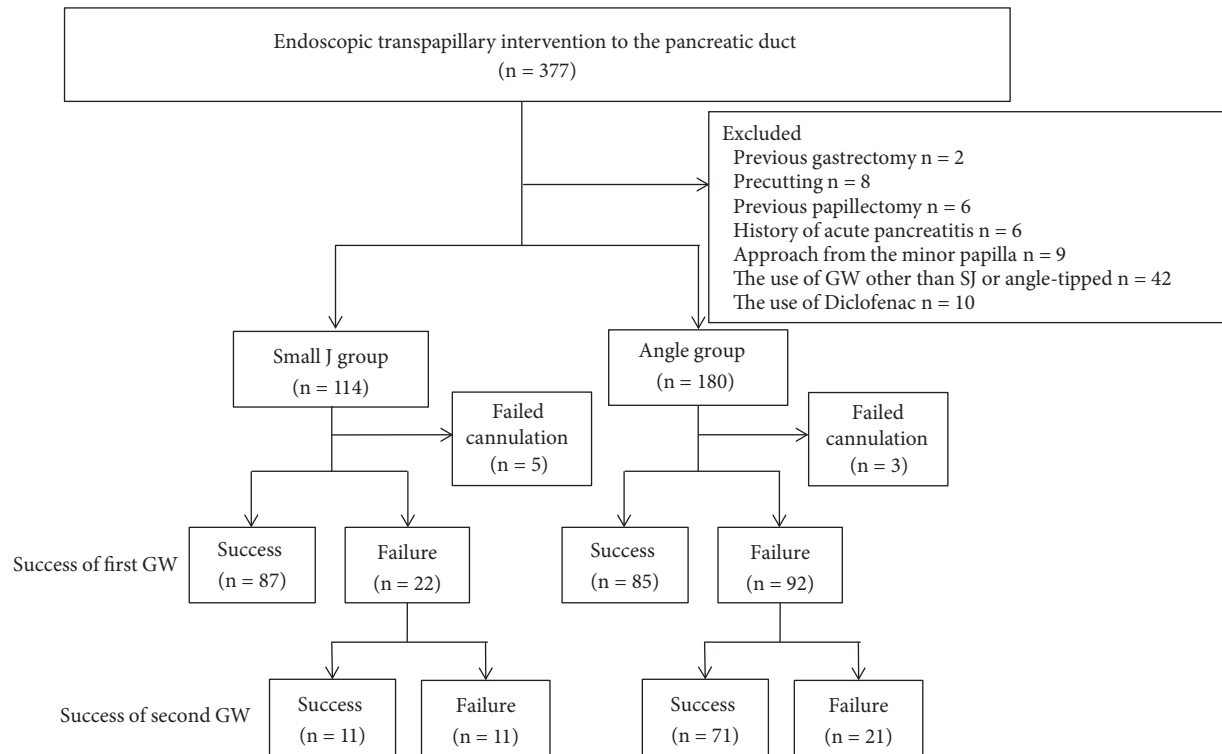 Endoscopic transpapillary intervention to the pancreatic duct
(n = 377)
Excluded
Previous gastrectomy n = 2
Precutting n = 8
Previous papillectomy n = 6
History of acute pancreatitis n = 6
Approach from the minor papilla n = 9
The use of GW other than SJ or angle-tipped n = 42
The use of Diclofenac n = 10
Small J group
(n = 114)
Angle group
(n = 180)
Failed
cannulation
(n = 5)
Failed
cannulation
(n = 3)
Success of first GW
Success
(n = 87)
Failure
(n = 22)
Success
(n = 85)
Failure
(n = 92)
Success of second GW
Success
(n = 11)
Failure
(n = 11)
Success
(n = 71)
Failure
(n = 21)